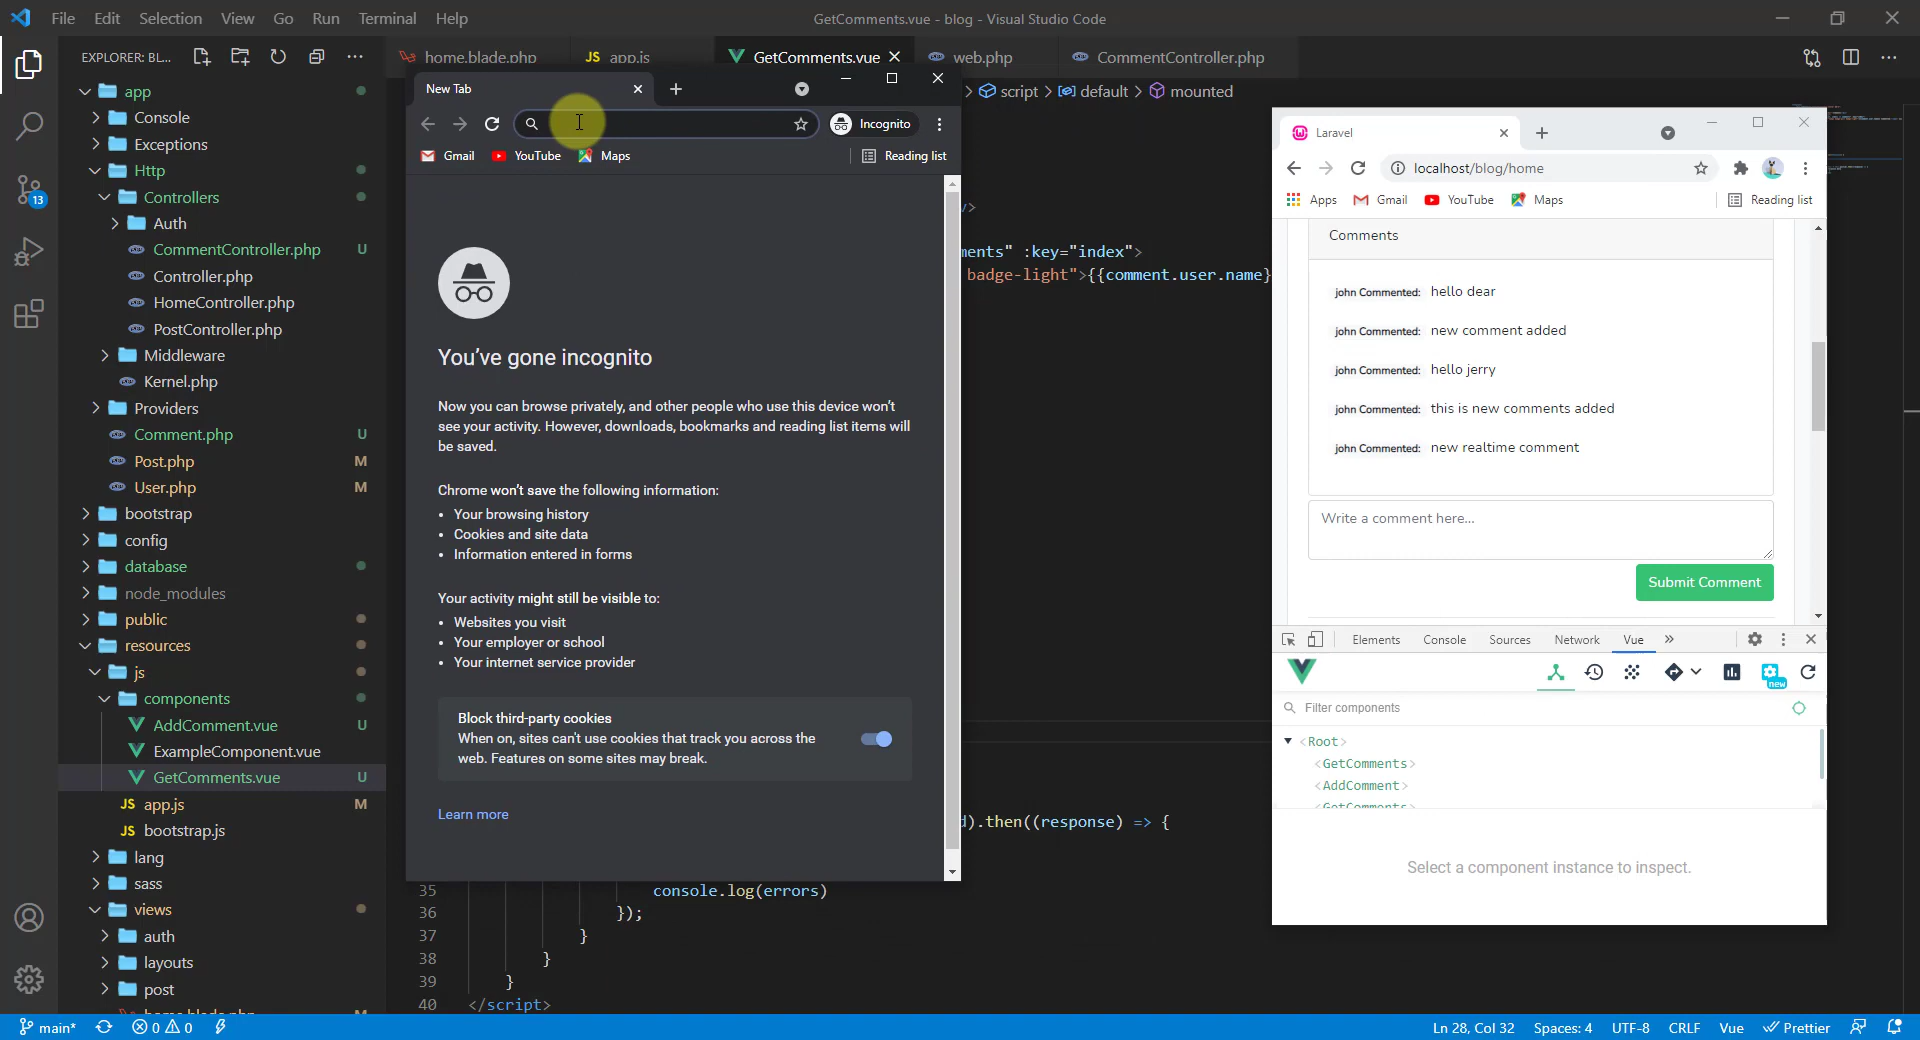 File Edit Selection View Go Run Terminal Help
GetComments.vue - blog - Visual Studio Code
EXPLORER: BL...
home.blade.php
JS app.js
GetComments.vue
web.php
CommentController.php
script > default > mounted
app
Console
Exceptions
Http
Controllers
Auth
CommentController.php U
Controller.php
HomeController.php
PostController.php
Middleware
Kernel.php
Providers
Comment.php U
Post.php M
User.php M
bootstrap
config
database
node_modules
public
resources
js
components
AddComment.vue U
ExampleComponent.vue
GetComments.vue U
JS app.js M
JS bootstrap.js
lang
sass
views
auth
layouts
post
13
New Tab
Incognito
Gmail YouTube Maps Reading list
You've gone incognito
Now you can browse privately, and other people who use this device won't
see your activity. However, downloads, bookmarks and reading list items will
be saved.
Chrome won't save the following information:
• Your browsing history
• Cookies and site data
• Information entered in forms
Your activity might still be visible to:
• Websites you visit
• Your employer or school
• Your internet service provider
Block third-party cookies
When on, sites can't use cookies that track you across the
web. Features on some sites may break.
Learn more
/>
ments" :key="index">
badge-light">{{comment.user.name}
).then((response) => {
35 console.log(errors)
36 });
37 }
38 }
39 }
40 </script>
Laravel
localhost/blog/home
Apps Gmail YouTube Maps Reading list
Comments
john Commented: hello dear
john Commented: new comment added
john Commented: hello jerry
john Commented: this is new comments added
john Commented: new realtime comment
Write a comment here...
Submit Comment
Elements Console Sources Network Vue »
new
Filter components
<Root>
<GetComments>
<AddComment>
<GetComments>
Select a component instance to inspect.
main* 0 0
Ln 28, Col 32 Spaces: 4 UTF-8 CRLF Vue Prettier